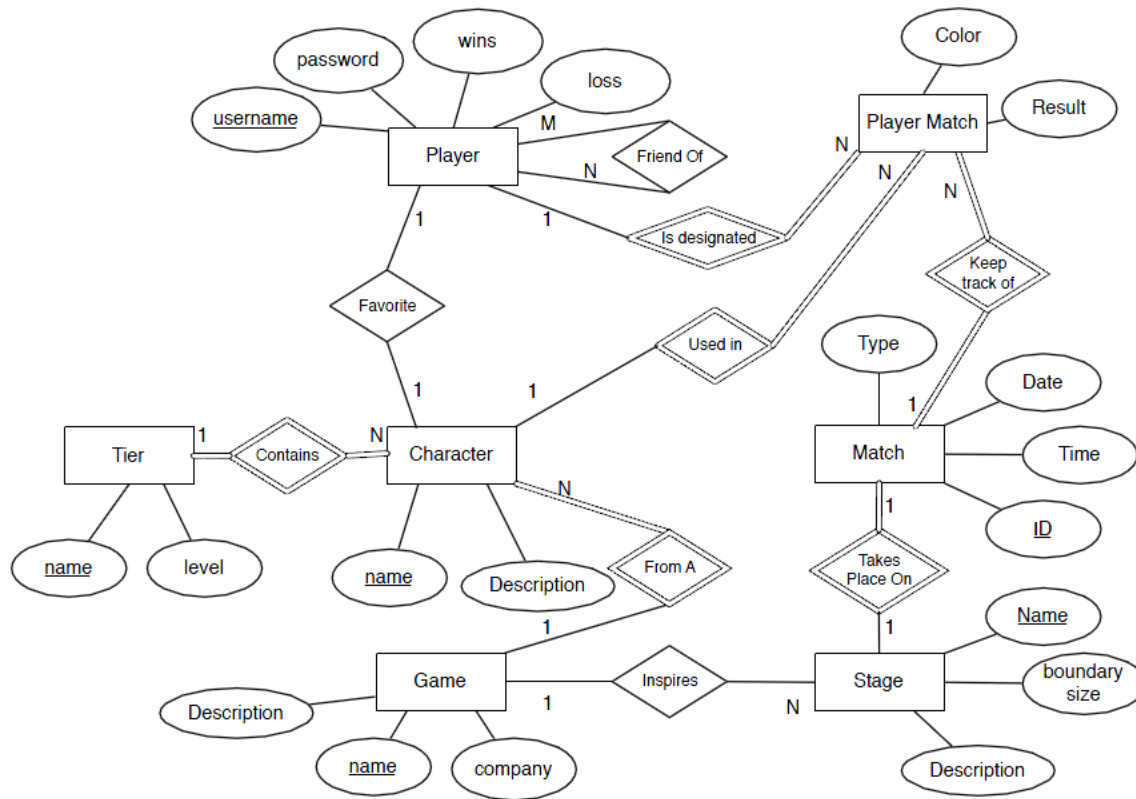 wins
Color
password
loss
Result
username
M
Player Match
Player
Friend Of
N
N
N
1
1
Is designated
N
Keep
track of
Favorite
Type
Used in
Date
1
1
1
1
N
Tier
Contains
Character
Match
Time
N
1
ID
name
level
name
Description
From A
Takes
Place On
Name
1
1
Game
Inspires
Stage
boundary
size
Description
1
N
name
company
Description